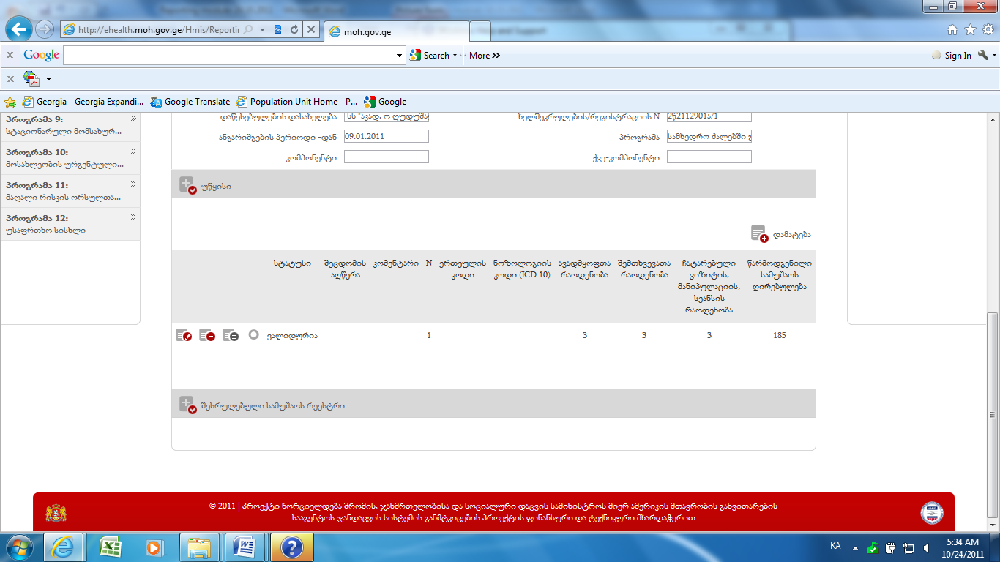 http://ehealth.moh.gov.ge/Hmis/Reportir
moh.gov.ge
x Google Search More »
Sign In
x
Georgia - Georgia Expandi... Google Translate Population Unit Home - P... Google
პროგრამა 9:
სტაციონარული მომსახურ...
პროგრამა 10:
მოსახლეობის ურგენტული...
პროგრამა 11:
მაღალი რისკის ორსულთა...
პროგრამა 12:
უსაფრთხო სისხლი
დაწესებულების დასახელება სს "აკად. ო ღუდუშა
ხელშეკრულების/რეგისტრაციის N 2წ2112901ა/1
ანგარიშგების პერიოდი -დან 09.01.2011
პროგრამა სამხედრო ძალებში გ
კომპონენტი
ქვე-კომპონენტი
უწყისი
დამატება
სტატუსი
შეცდომის
აღწერა
კომენტარი
N
ერთეულის
კოდი
ნოზოლოგიის
კოდი (ICD 10)
ავადმყოფთა
რაოდენობა
შემთხვევათა
რაოდენობა
ჩატარებული
ვიზიტის,
მანიპულაციის,
სეანსის
რაოდენობა
წარმოდგენილი
სამუშაოს
ღირებულება
ვალიდურია 1 3 3 3 185
შესრულებული სამუშაოს რეესტრი
© 2011 | პროექტი ხორციელდება შრომის, ჯანმრთელობისა და სოციალური დაცვის სამინისტროს მიერ ამერიკის მთავრობის განვითარების
სააგენტოს ჯანდაცვის სისტემის განმტკიცების პროექტის ფინანსური და ტექნიკური მხარდაჭერით
KA
5:34 AM
10/24/2011